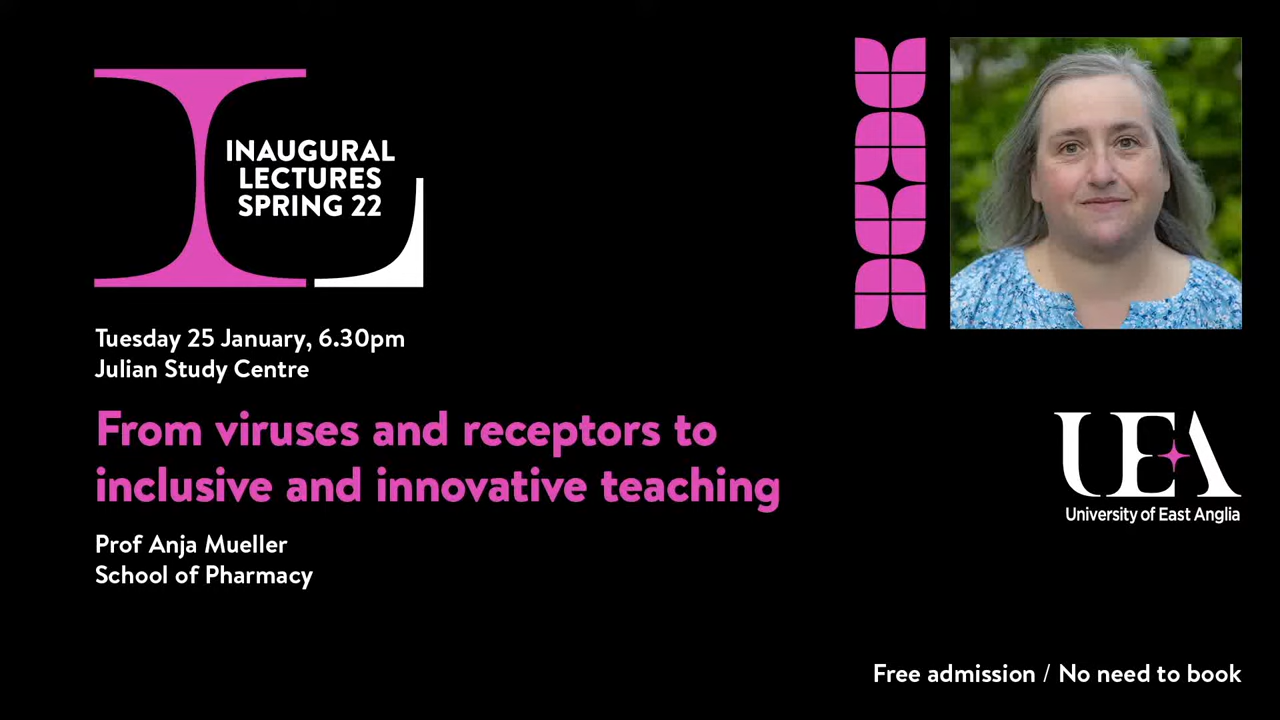 INAUGURAL
LECTURES
SPRING 22
Tuesday 25 January, 6.30pm
Julian Study Centre
From viruses and receptors to
inclusive and innovative teaching
Prof Anja Mueller
School of Pharmacy
UEA
University of East Anglia
Free admission / No need to book